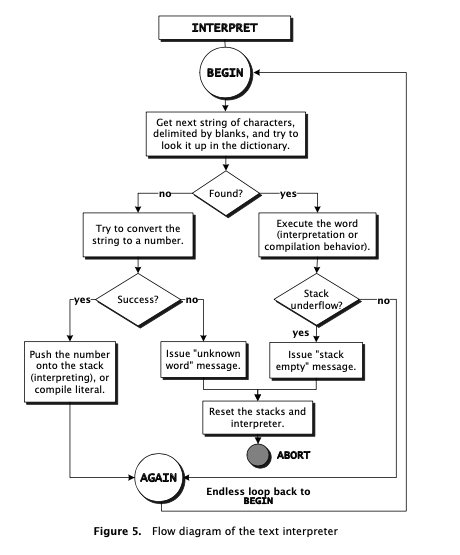 INTERPRET
BEGIN
Get next string of characters,
delimited by blanks, and try to
look it up in the dictionary.
no
Found?
yes
Try to convert the
string to a number.
Execute the word
(interpretation or
compilation behavior).
yes
Success?
no
Stack
underflow?
no
yes
Push the number
onto the stack
(interpreting), or
compile literal.
Issue "unknown
word" message.
Issue "stack
empty" message.
Reset the stacks and
interpreter.
ABORT
AGAIN
Endless loop back to
BEGIN
Figure 5. Flow diagram of the text interpreter